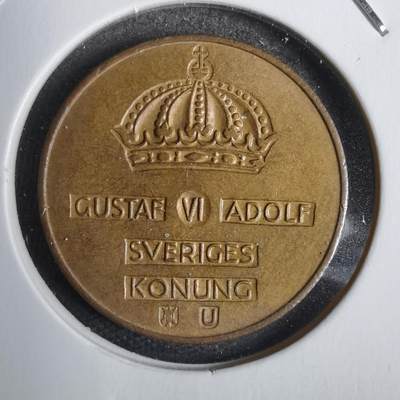 GUSTAF VI ADOLF
SVERIGES
KONUNG
U